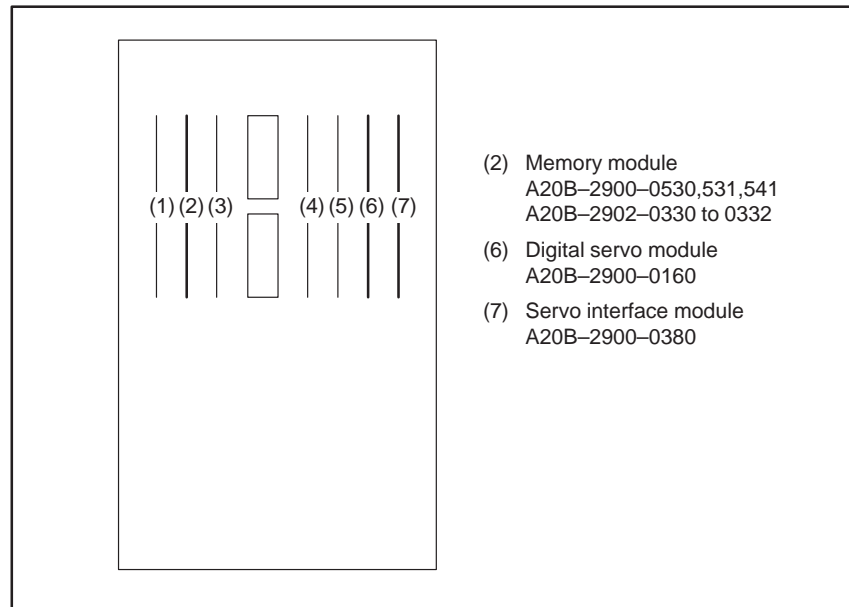 (1) (2) (3) (4) (5) (6) (7)
(2) Memory module
A20B–2900–0530,531,541
A20B–2902–0330 to 0332
(6) Digital servo module
A20B–2900–0160
(7) Servo interface module
A20B–2900–0380